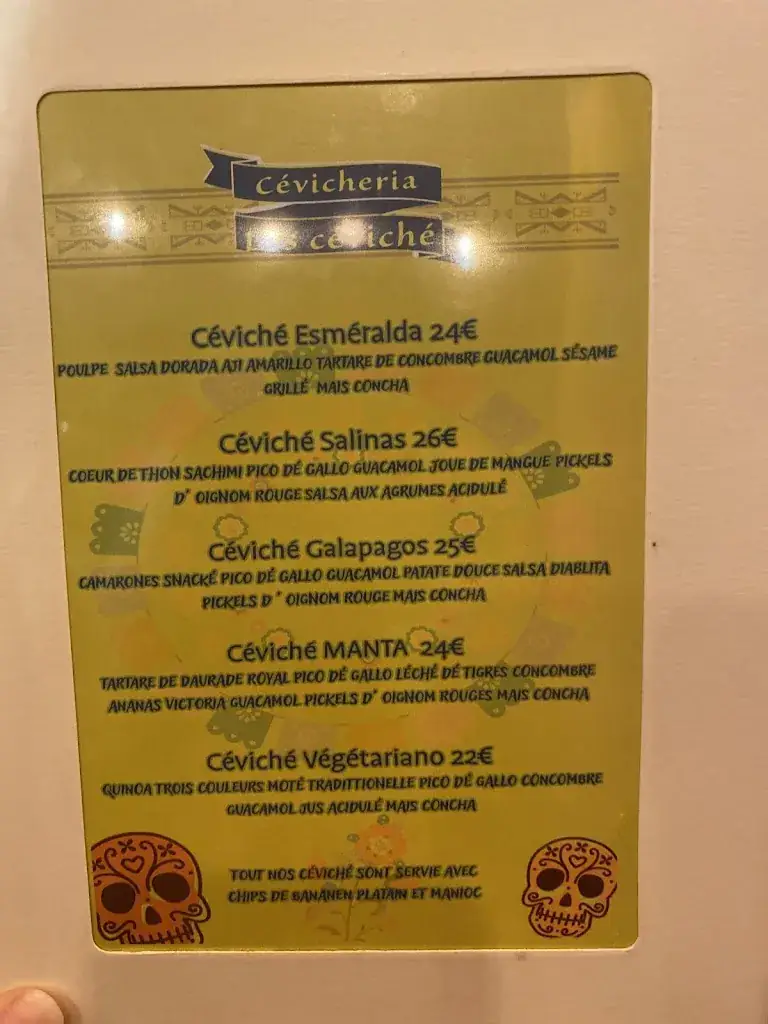 Cévicheria
Les céviché
Céviché Esméralda 24€
POULPE SALSA DORADA AJI AMARILLO TARTARE DE CONCOMBRE GUACAMOL SÉSAME
GRILLÉ MAIS CONCHA
Céviché Salinas 26€
COEUR DE THON SACHIMI PICO DÉ GALLO GUACAMOL JOUE DE MANGUE PICKELS
D' OIGNOM ROUGE SALSA AUX AGRUMES ACIDULÉ
Céviché Galapagos 25€
CAMARONES SNACKÉ PICO DÉ GALLO GUACAMOL PATATE DOUCE SALSA DIABLITA
PICKELS D ' OIGNOM ROUGE MAIS CONCHA
Céviché MANTA 24€
TARTARE DE DAURADE ROYAL PICO DÉ GALLO LÉCHÉ DÉ TIGRES CONCOMBRE
ANANAS VICTORIA GUACAMOL PICKELS D' OIGNOM ROUGES MAIS CONCHA
Céviché Végétariano 22€
QUINOA TROIS COULEURS MOTÉ TRADITTIONELLE PICO DÉ GALLO CONCOMBRE
GUACAMOL JUS ACIDULÉ MAIS CONCHA
TOUT NOS CÉVICHÉ SONT SERVIE AVEC
CHIPS DE BANANEN PLATAIN ET MANIOC